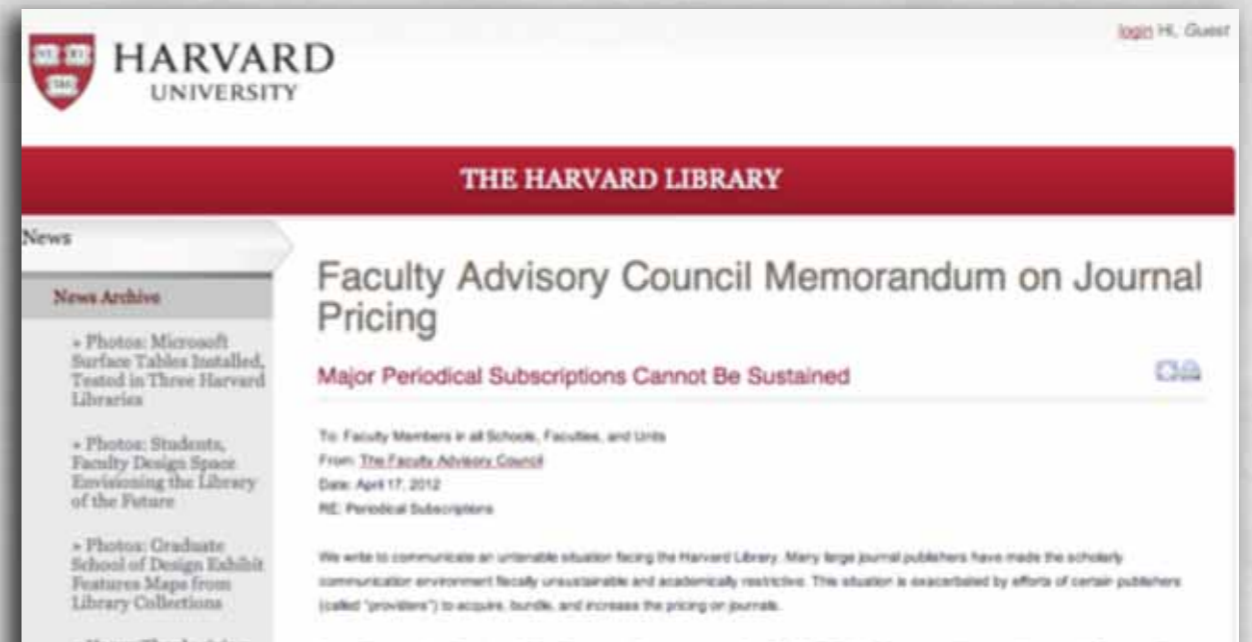 login Hi, Guest
HARVARD
UNIVERSITY
THE HARVARD LIBRARY
News
News Archive
» Photos: Microsoft
Surface Tables Installed,
Tested in Three Harvard
Libraries
» Photos: Students,
Faculty Design Space
Envisioning the Library
of the Future
» Photos: Graduate
School of Design Exhibit
Features Maps from
Library Collections
Faculty Advisory Council Memorandum on Journal
Pricing
Major Periodical Subscriptions Cannot Be Sustained
To: Faculty Members in all Schools, Faculties, and Units
From: The Faculty Advisory Council
Date: April 17, 2012
RE: Periodical Subscriptions
We write to communicate an untenable situation facing the Harvard Library. Many large journal publishers have made the scholarly
communication environment fiscally unsustainable and academically restrictive. This situation is exacerbated by efforts of certain publishers
(called "providers") to acquire, bundle, and increase the pricing on journals.